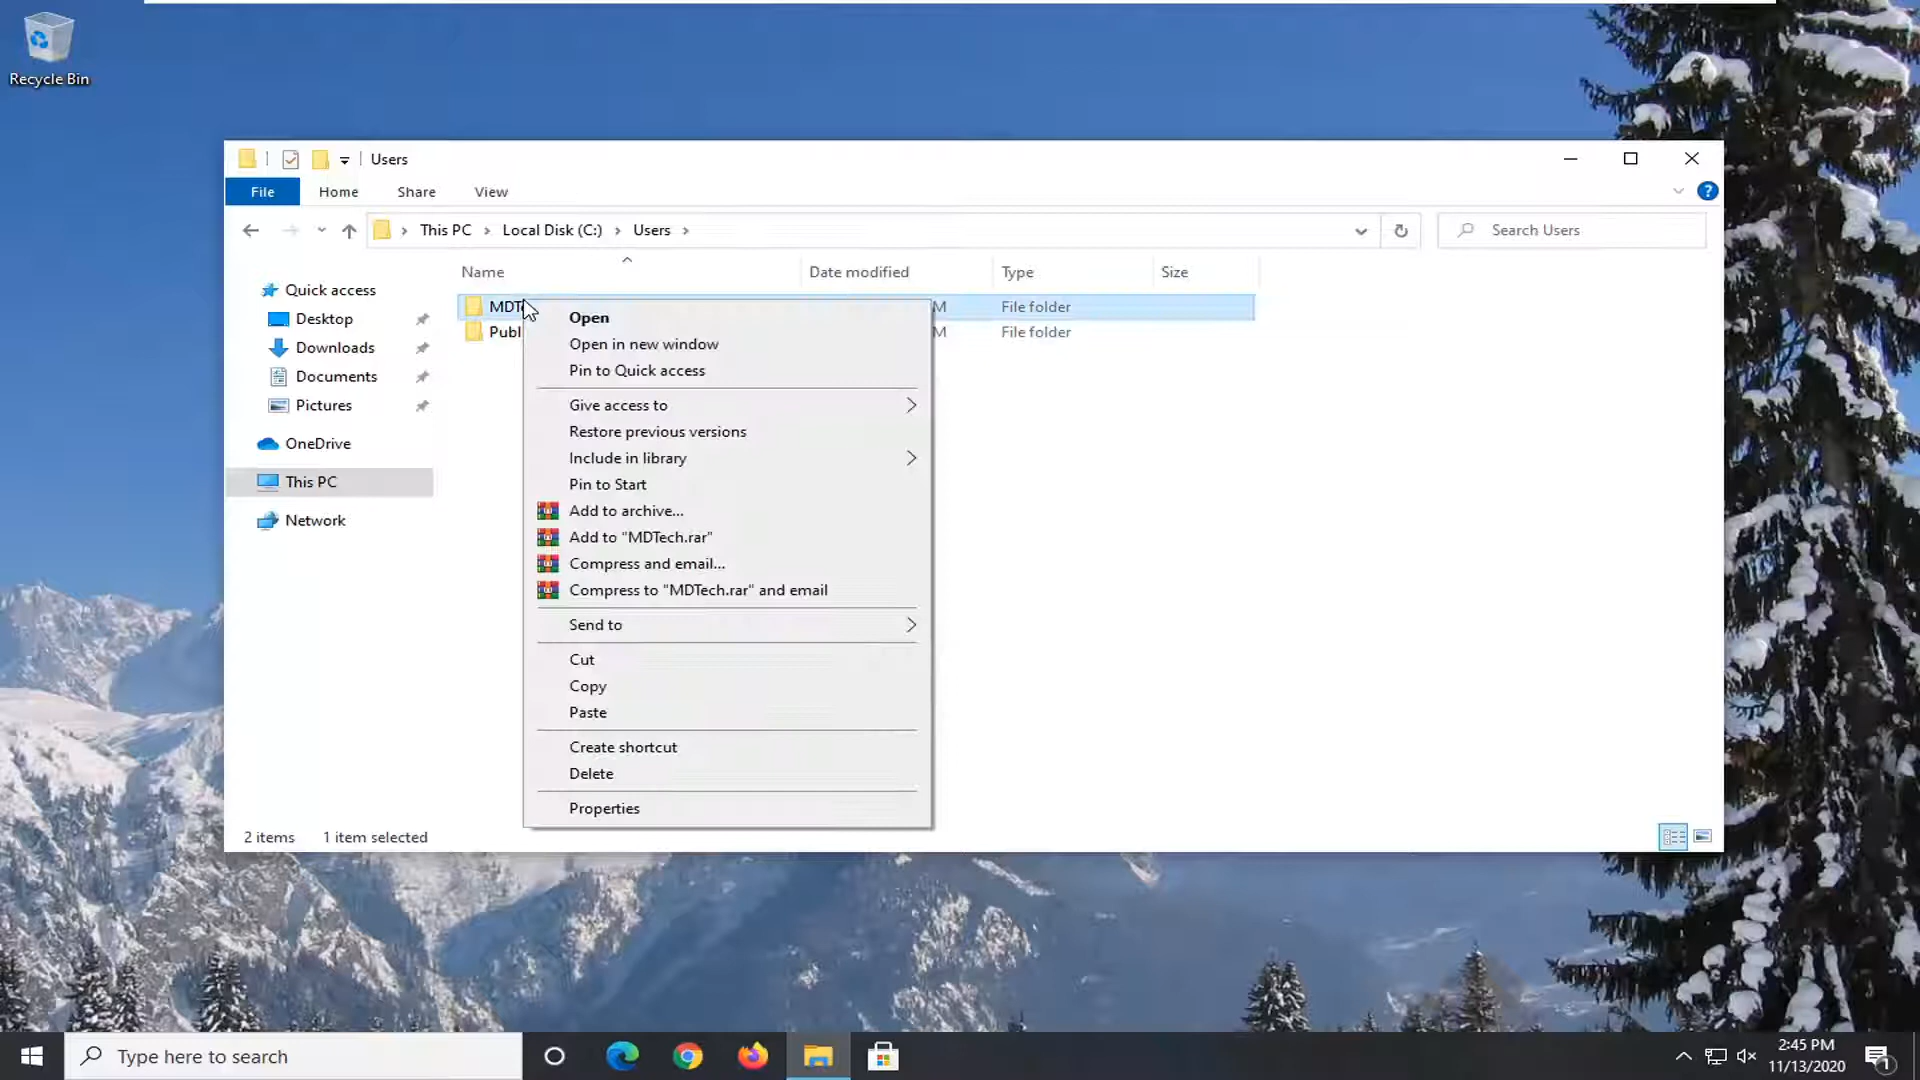 Recycle Bin
Users
File
Home
Share
View
This PC
Local Disk (C:)
Users
Search Users
Name
Date modified
Type
Size
Quick access
Desktop
Downloads
Documents
Pictures
OneDrive
This PC
Network
M
File folder
M
File folder
Open
Open in new window
Pin to Quick access
Give access to
Restore previous versions
Include in library
Pin to Start
Add to archive...
Add to "MDTech.rar"
Compress and email...
Compress to "MDTech.rar" and email
Send to
Cut
Copy
Paste
Create shortcut
Delete
Properties
2 items
1 item selected
Type here to search
2:45 PM
11/13/2020
1